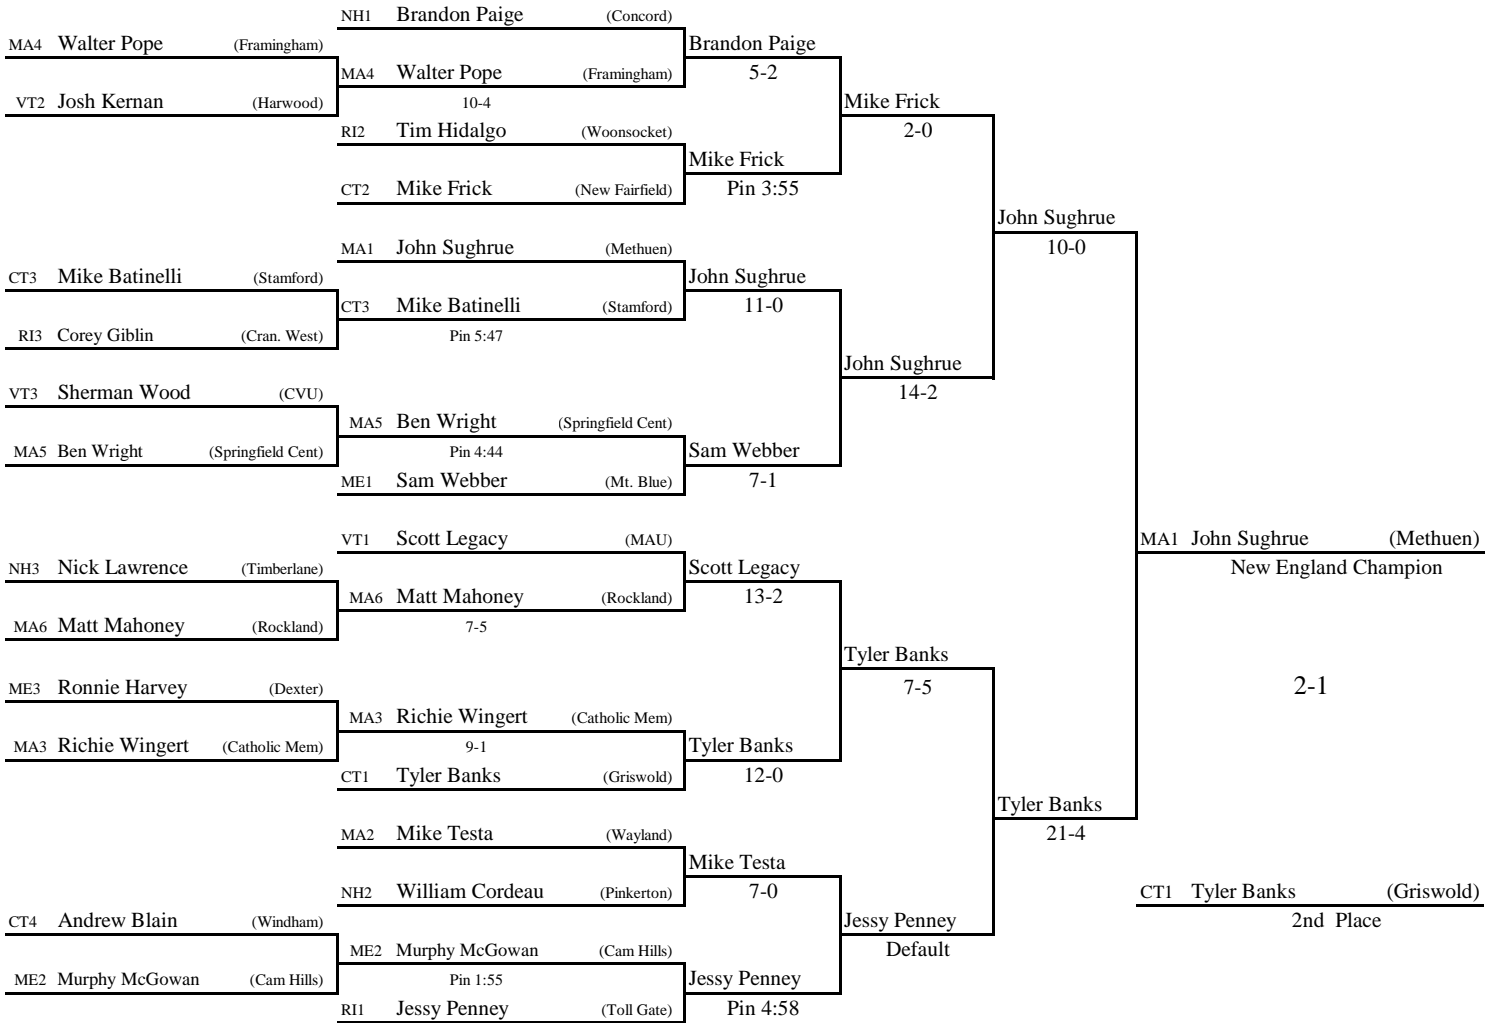 NH1 Brandon Paige (Concord)
MA4 Walter Pope (Framingham) Brandon Paige
MA4 Walter Pope (Framingham) 5-2
VT2 Josh Kernan (Harwood) 10-4 Mike Frick
RI2 Tim Hidalgo (Woonsocket) 2-0
Mike Frick
CT2 Mike Frick (New Fairfield) Pin 3:55
John Sughrue
MA1 John Sughrue (Methuen) 10-0
CT3 Mike Batinelli (Stamford) John Sughrue
CT3 Mike Batinelli (Stamford) 11-0
RI3 Corey Giblin (Cran. West) Pin 5:47
John Sughrue
VT3 Sherman Wood (CVU) 14-2
MA5 Ben Wright (Springfield Cent)
MA5 Ben Wright (Springfield Cent) Pin 4:44 Sam Webber
ME1 Sam Webber (Mt. Blue) 7-1
VT1 Scott Legacy (MAU) MA1 John Sughrue (Methuen)
NH3 Nick Lawrence (Timberlane) Scott Legacy New England Champion
MA6 Matt Mahoney (Rockland) 13-2
MA6 Matt Mahoney (Rockland) 7-5
Tyler Banks
ME3 Ronnie Harvey (Dexter) 7-5 2-1
MA3 Richie Wingert (Catholic Mem)
MA3 Richie Wingert (Catholic Mem) 9-1 Tyler Banks
CT1 Tyler Banks (Griswold) 12-0
Tyler Banks
MA2 Mike Testa (Wayland) 21-4
Mike Testa
NH2 William Cordeau (Pinkerton) 7-0 CT1 Tyler Banks (Griswold)
CT4 Andrew Blain (Windham) Jessy Penney 2nd Place
ME2 Murphy McGowan (Cam Hills) Default
ME2 Murphy McGowan (Cam Hills) Pin 1:55 Jessy Penney
RI1 Jessy Penney (Toll Gate) Pin 4:58